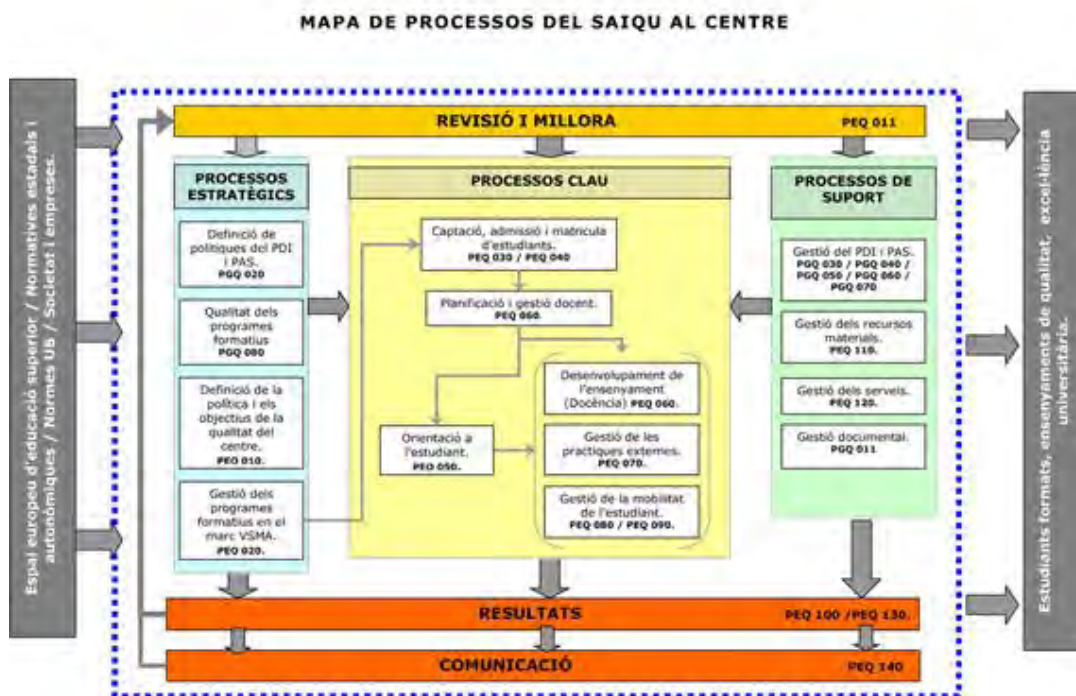 MAPA DE PROCESSOS DEL SAIQU AL CENTRE
Espai europeu d'educació superior / Normatives estadals i
autonòmiques / Normes UB / Societat i empreses.
REVISIÓ I MILLORA
PEQ 011
PROCESSOS
ESTRATÈGICS
Definició de
polítiques del PDI
i PAS.
PGQ 020
Qualitat dels
programes
formatius
PGQ 080
Definició de la
política i els
objectius de la
qualitat del
centre.
PEQ 010.
Gestió dels
programes
formatius en el
marc VSMA.
PEQ 020.
PROCESSOS CLAU
Captació, admissió i matrícula
d'estudiants.
PEQ 030 / PEQ 040
Planificació i gestió docent.
PEQ 060.
Orientació a
l'estudiant.
PEQ 050.
Desenvolupament de
l'ensenyament
(Docència) PEQ 060.
Gestió de les
practiques externes.
PEQ 070.
Gestió de la mobilitat
de l'estudiant.
PEQ 080 / PEQ 090.
PROCESSOS DE
SUPORT
Gestió del PDI i PAS.
PGQ 030 / PGQ 040 /
PGQ 050 / PGQ 060 /
PGQ 070
Gestió dels recursos
materials.
PEQ 110.
Gestió dels serveis.
PEQ 120.
Gestió documental.
PGQ 011
RESULTATS
PEQ 100 /PEQ 130.
COMUNICACIÓ
PEQ 140
Estudiants formats, ensenyaments de qualitat, excel·lència
universitària.